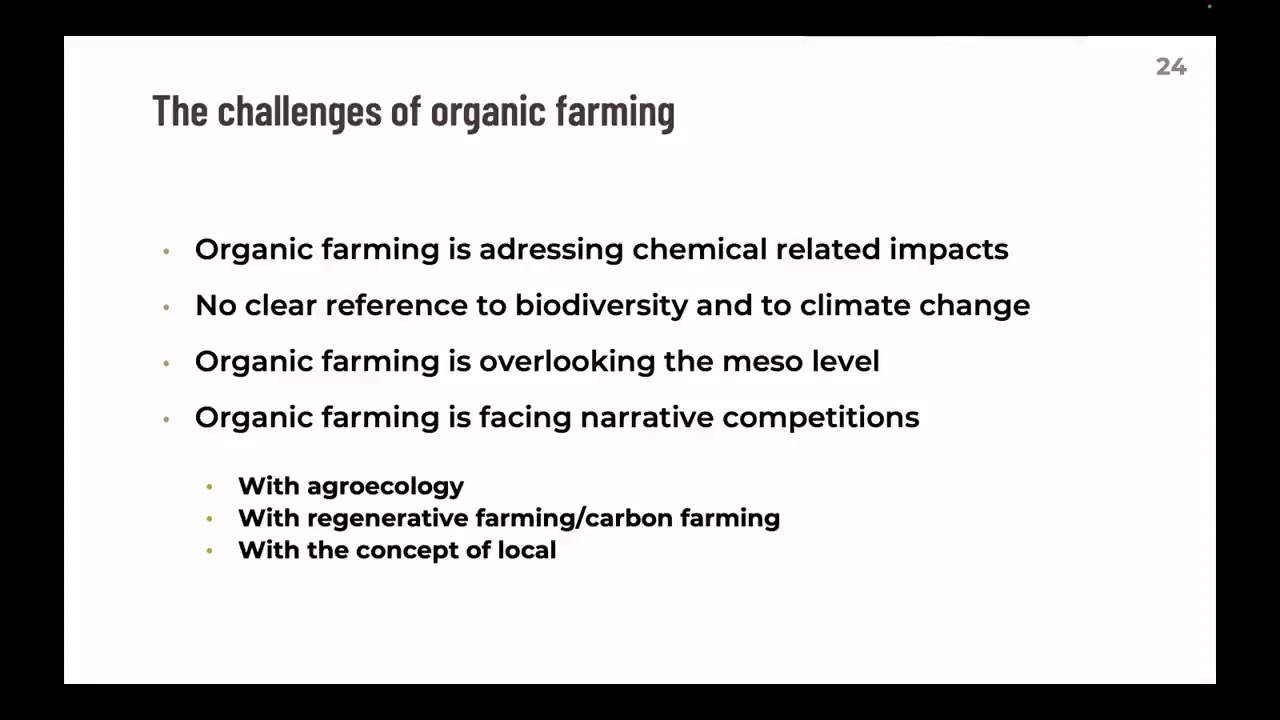 24
The challenges of organic farming
• Organic farming is adressing chemical related impacts
• No clear reference to biodiversity and to climate change
• Organic farming is overlooking the meso level
• Organic farming is facing narrative competitions
• With agroecology
• With regenerative farming/carbon farming
• With the concept of local